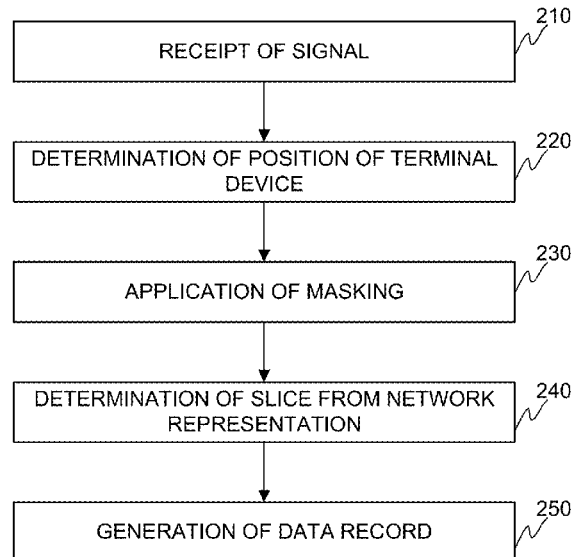 210
RECEIPT OF SIGNAL
220
DETERMINATION OF POSITION OF TERMINAL
DEVICE
230
APPLICATION OF MASKING
240
DETERMINATION OF SLICE FROM NETWORK
REPRESENTATION
250
GENERATION OF DATA RECORD